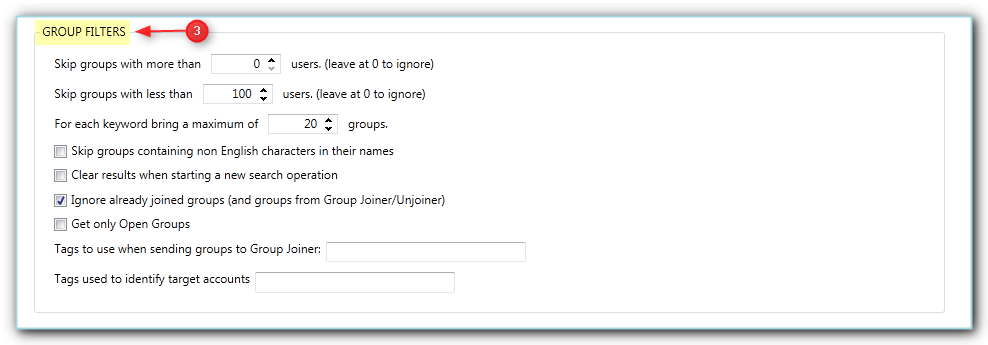 GROUP FILTERS 3
Skip groups with more than 0 users. (leave at 0 to ignore)
Skip groups with less than 100 users. (leave at 0 to ignore)
For each keyword bring a maximum of 20 groups.
Skip groups containing non English characters in their names
Clear results when starting a new search operation
Ignore already joined groups (and groups from Group Joiner/Unjoiner)
Get only Open Groups
Tags to use when sending groups to Group Joiner:
Tags used to identify target accounts